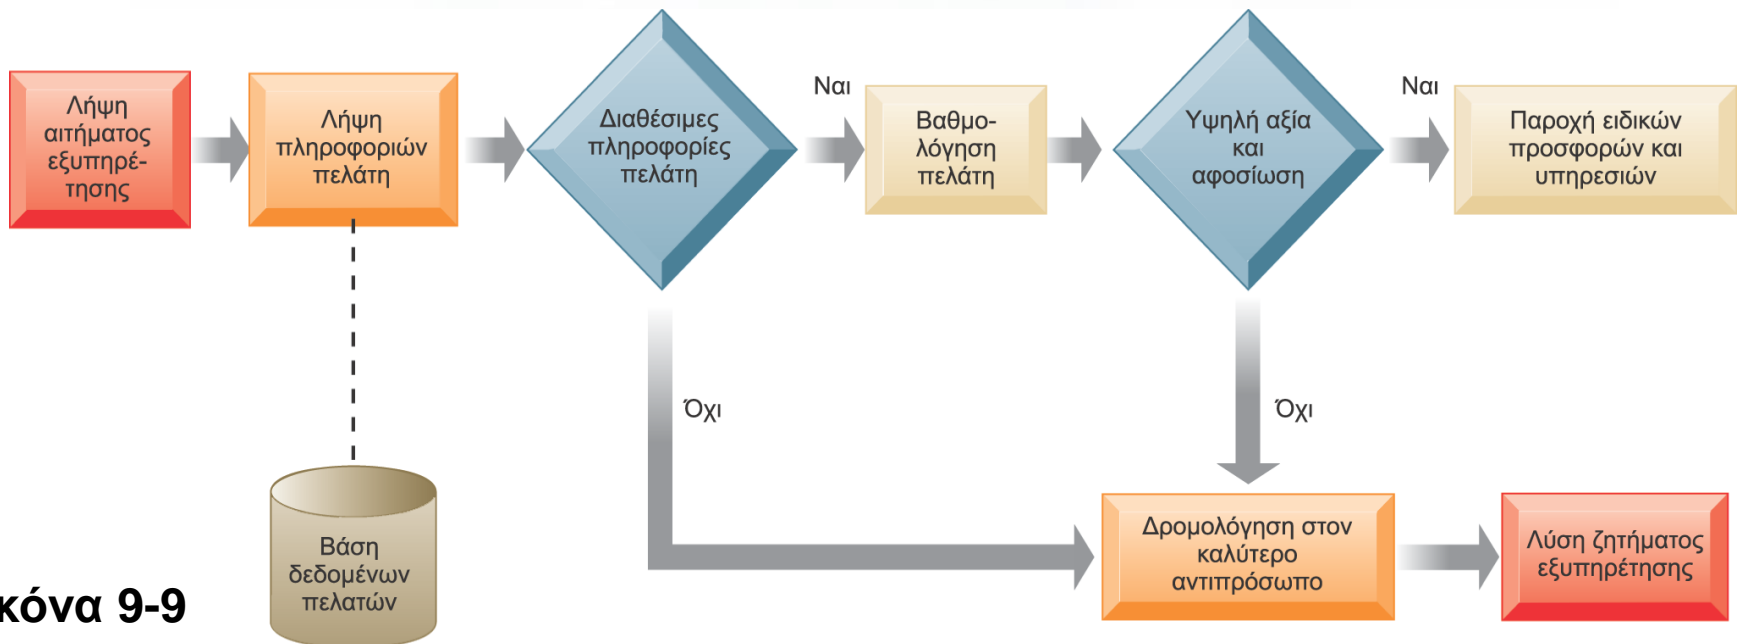 Λήψη
αιτήματος
εξυπηρέ-
τησης
Λήψη
πληροφοριών
πελάτη
Διαθέσιμες
πληροφορίες
πελάτη
Ναι
Βαθμο-
λόγηση
πελάτη
Υψηλή αξία
και
αφοσίωση
Ναι
Παροχή ειδικών
προσφορών και
υπηρεσιών
Όχι
Όχι
Βάση
δεδομένων
πελατών
Δρομολόγηση στον
καλύτερο
αντιπρόσωπο
Λύση ζητήματος
εξυπηρέτησης
κόνα 9-9